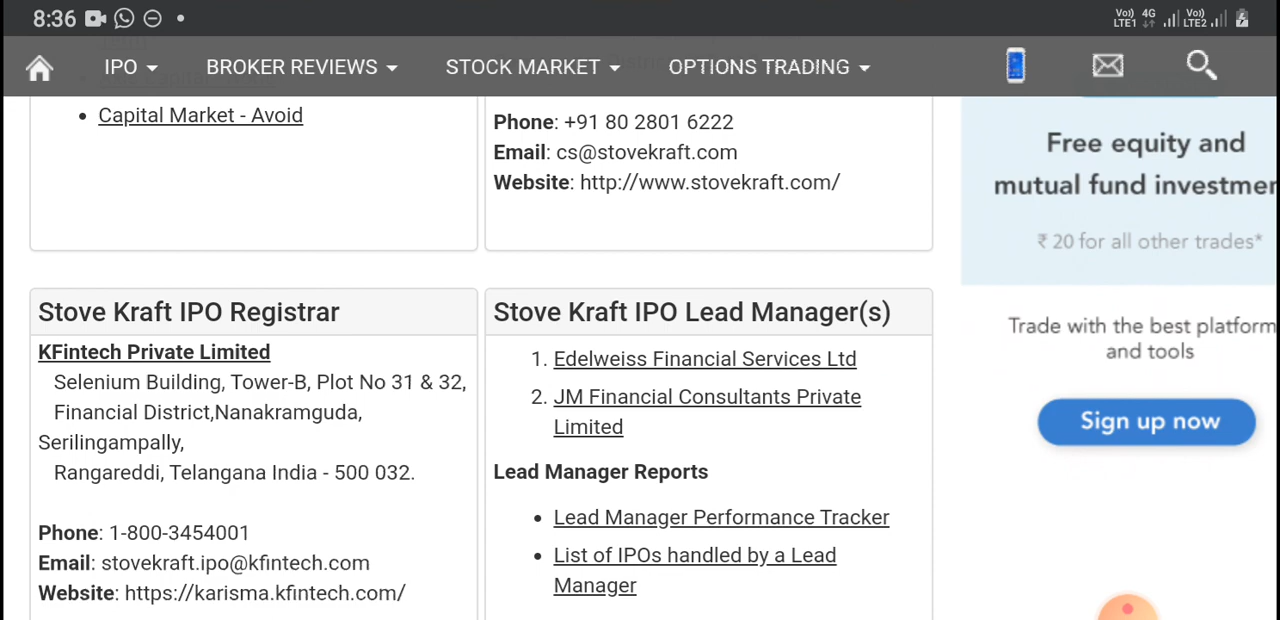 8:36
Vo)) LTE1 4G Vo)) LTE2
IPO BROKER REVIEWS STOCK MARKET OPTIONS TRADING
Capital Market - Avoid
Phone: +91 80 2801 6222
Email: cs@stovekraft.com
Website: http://www.stovekraft.com/
Stove Kraft IPO Registrar
KFintech Private Limited
Selenium Building, Tower-B, Plot No 31 & 32,
Financial District,Nanakramguda,
Serilingampally,
Rangareddi, Telangana India - 500 032.
Phone: 1-800-3454001
Email: stovekraft.ipo@kfintech.com
Website: https://karisma.kfintech.com/
Stove Kraft IPO Lead Manager(s)
1. Edelweiss Financial Services Ltd
2. JM Financial Consultants Private
Limited
Lead Manager Reports
Lead Manager Performance Tracker
List of IPOs handled by a Lead
Manager
Free equity and
mutual fund investmen
₹ 20 for all other trades*
Trade with the best platform
and tools
Sign up now